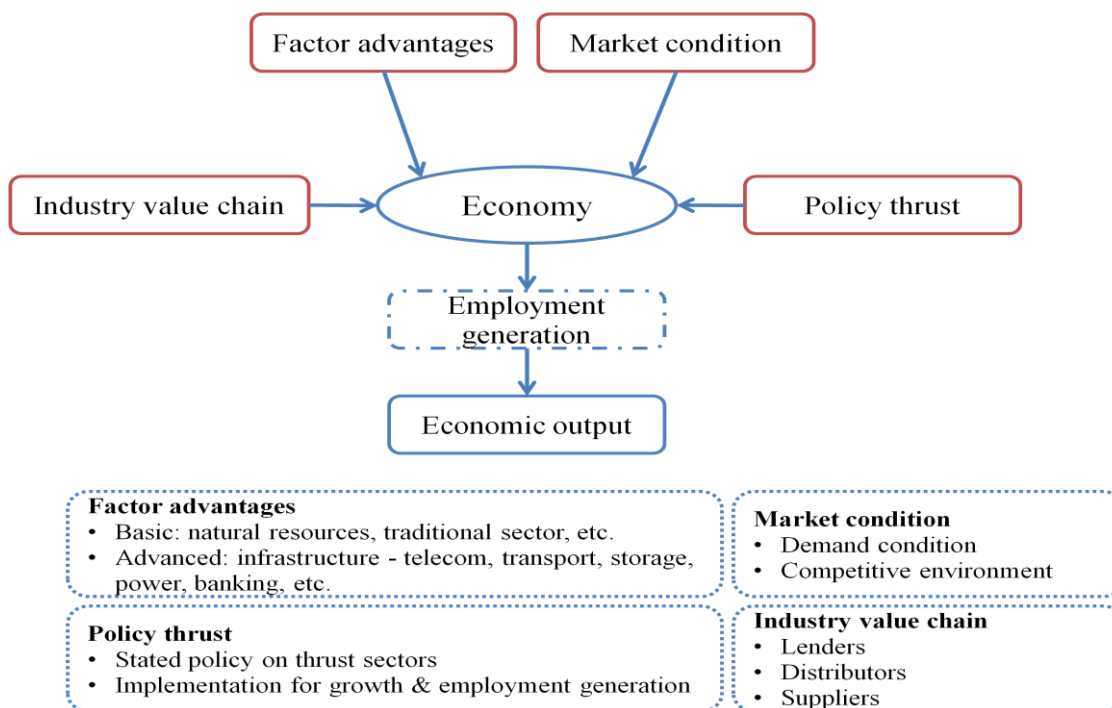 Factor advantages
Market condition
Industry value chain
Economy
Policy thrust
Employment
generation
Economic output
Factor advantages
• Basic: natural resources, traditional sector, etc.
• Advanced: infrastructure - telecom, transport, storage,
power, banking, etc.
Market condition
• Demand condition
• Competitive environment
Policy thrust
• Stated policy on thrust sectors
• Implementation for growth & employment generation
Industry value chain
• Lenders
• Distributors
• Suppliers